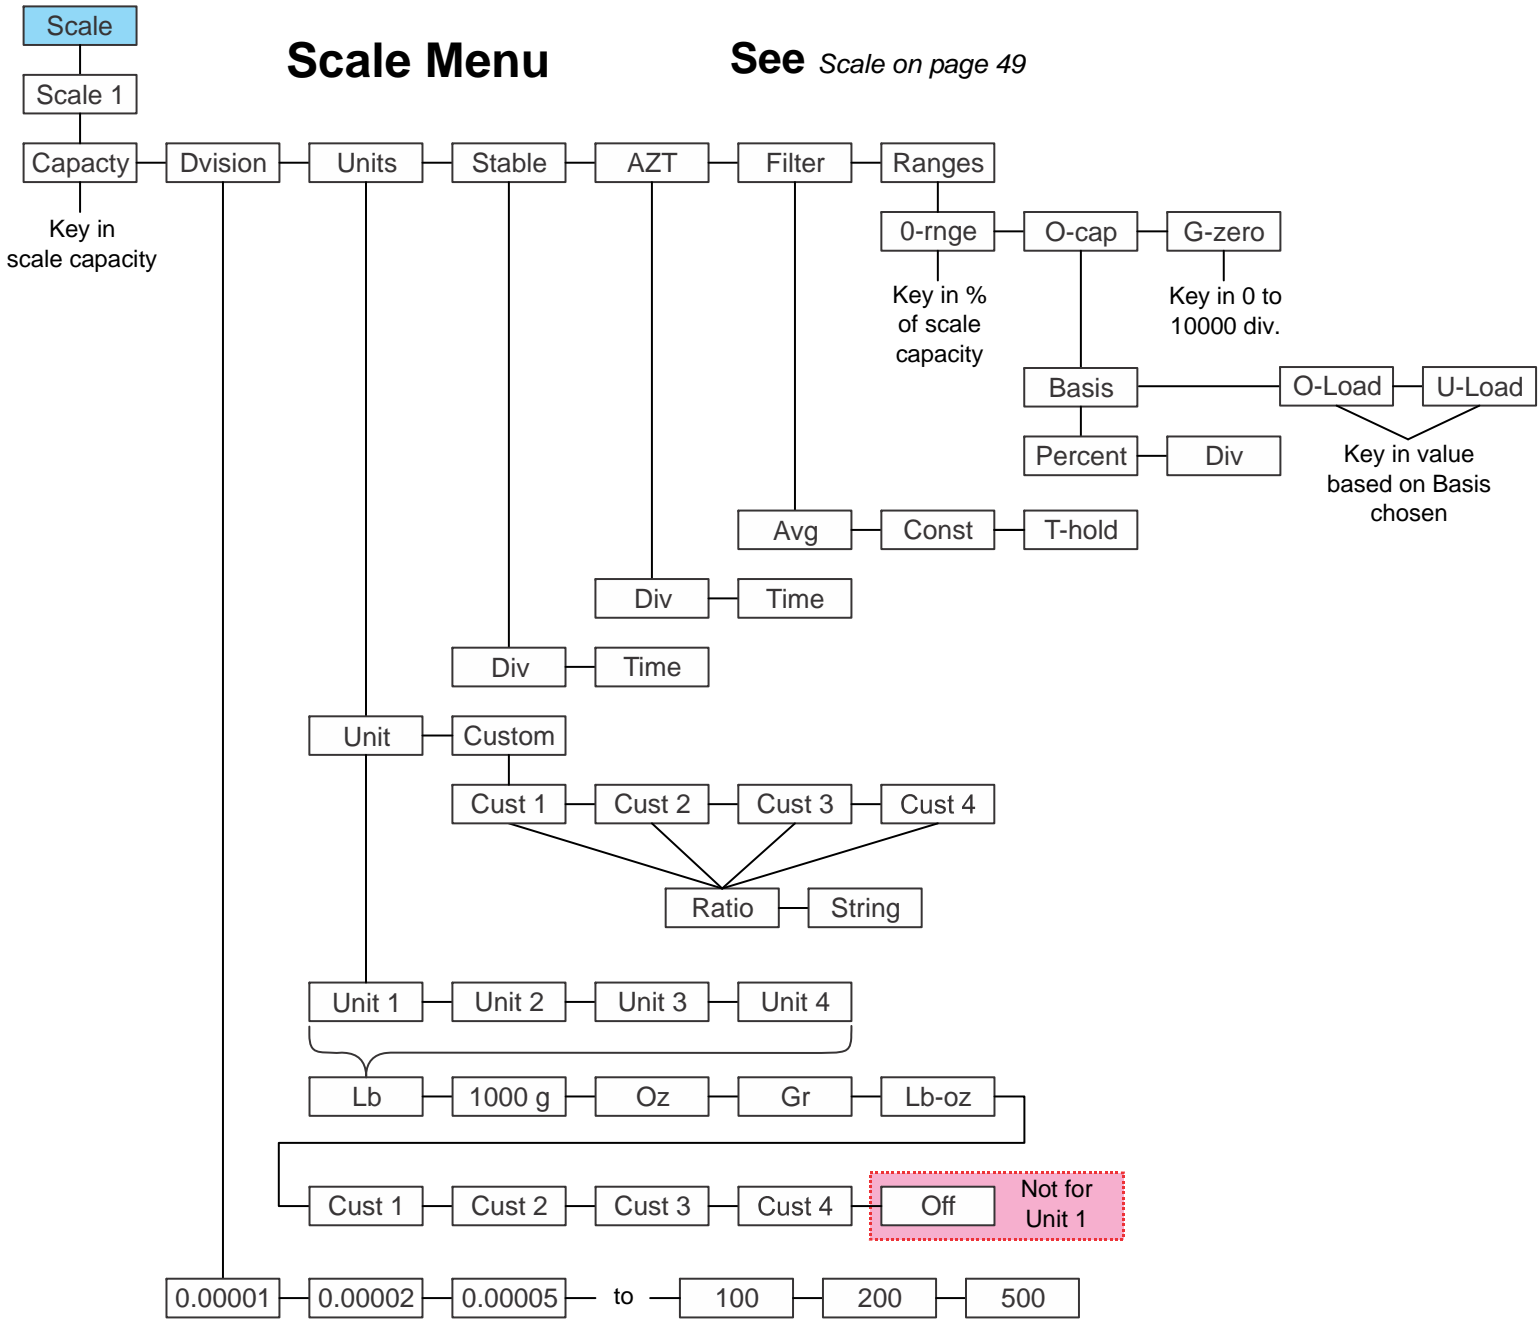 Scale
Scale Menu
See Scale on page 49
Scale 1
Capacty
Dvision
Units
Stable
AZT
Filter
Ranges
Key in
scale capacity
0-rnge
O-cap
G-zero
Key in %
of scale
capacity
Key in 0 to
10000 div.
Basis
O-Load
U-Load
Percent
Div
Key in value
based on Basis
chosen
Avg
Const
T-hold
Div
Time
Div
Time
Unit
Custom
Cust 1
Cust 2
Cust 3
Cust 4
Ratio
String
Unit 1
Unit 2
Unit 3
Unit 4
Lb
1000 g
Oz
Gr
Lb-oz
Cust 1
Cust 2
Cust 3
Cust 4
Off
Not for
Unit 1
0.00001
0.00002
0.00005
to
100
200
500